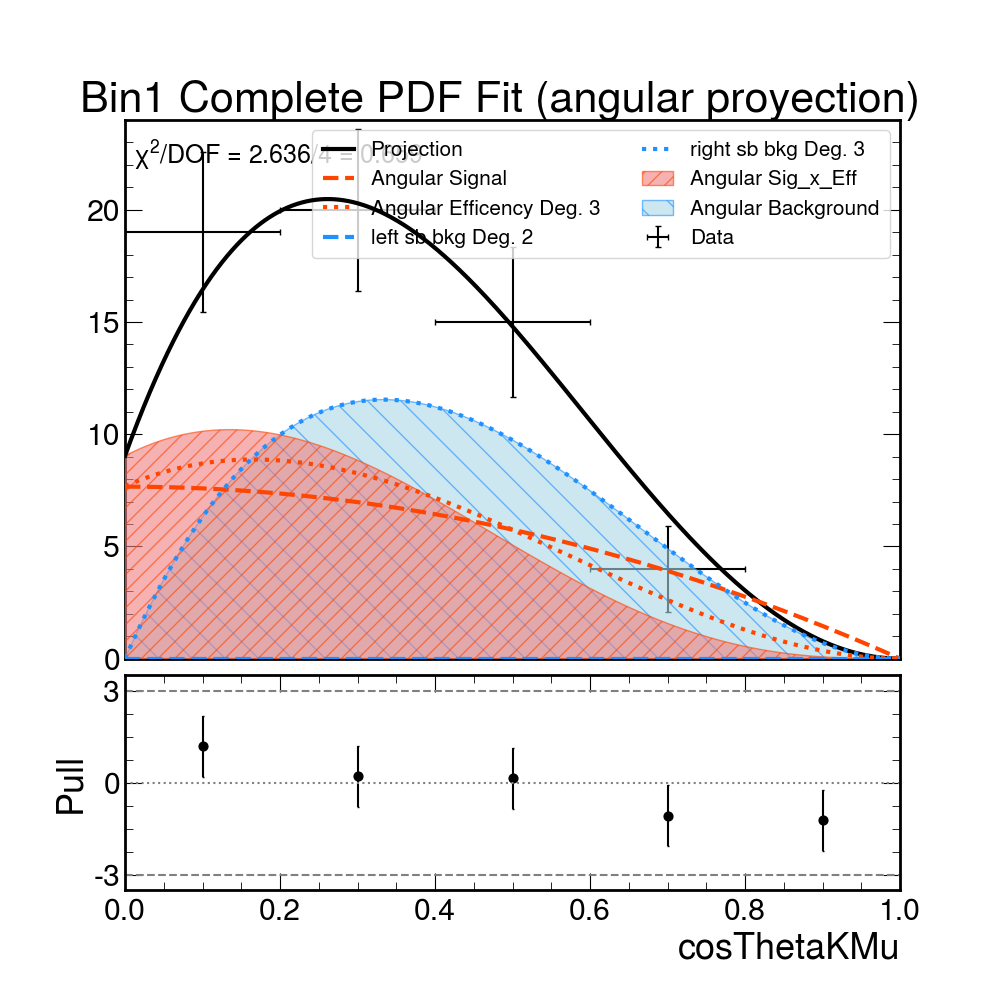 Bin1 Complete PDF Fit (angular proyection)
χ²/DOF = 2.636/4 = 0.659
Projection
Angular Signal
Angular Efficency Deg. 3
left sb bkg Deg. 2
right sb bkg Deg. 3
Angular Sig_x_Eff
Angular Background
Data
20
15
10
5
0
3
0
-3
Pull
0.0 0.2 0.4 0.6 0.8 1.0
cosThetaKMu